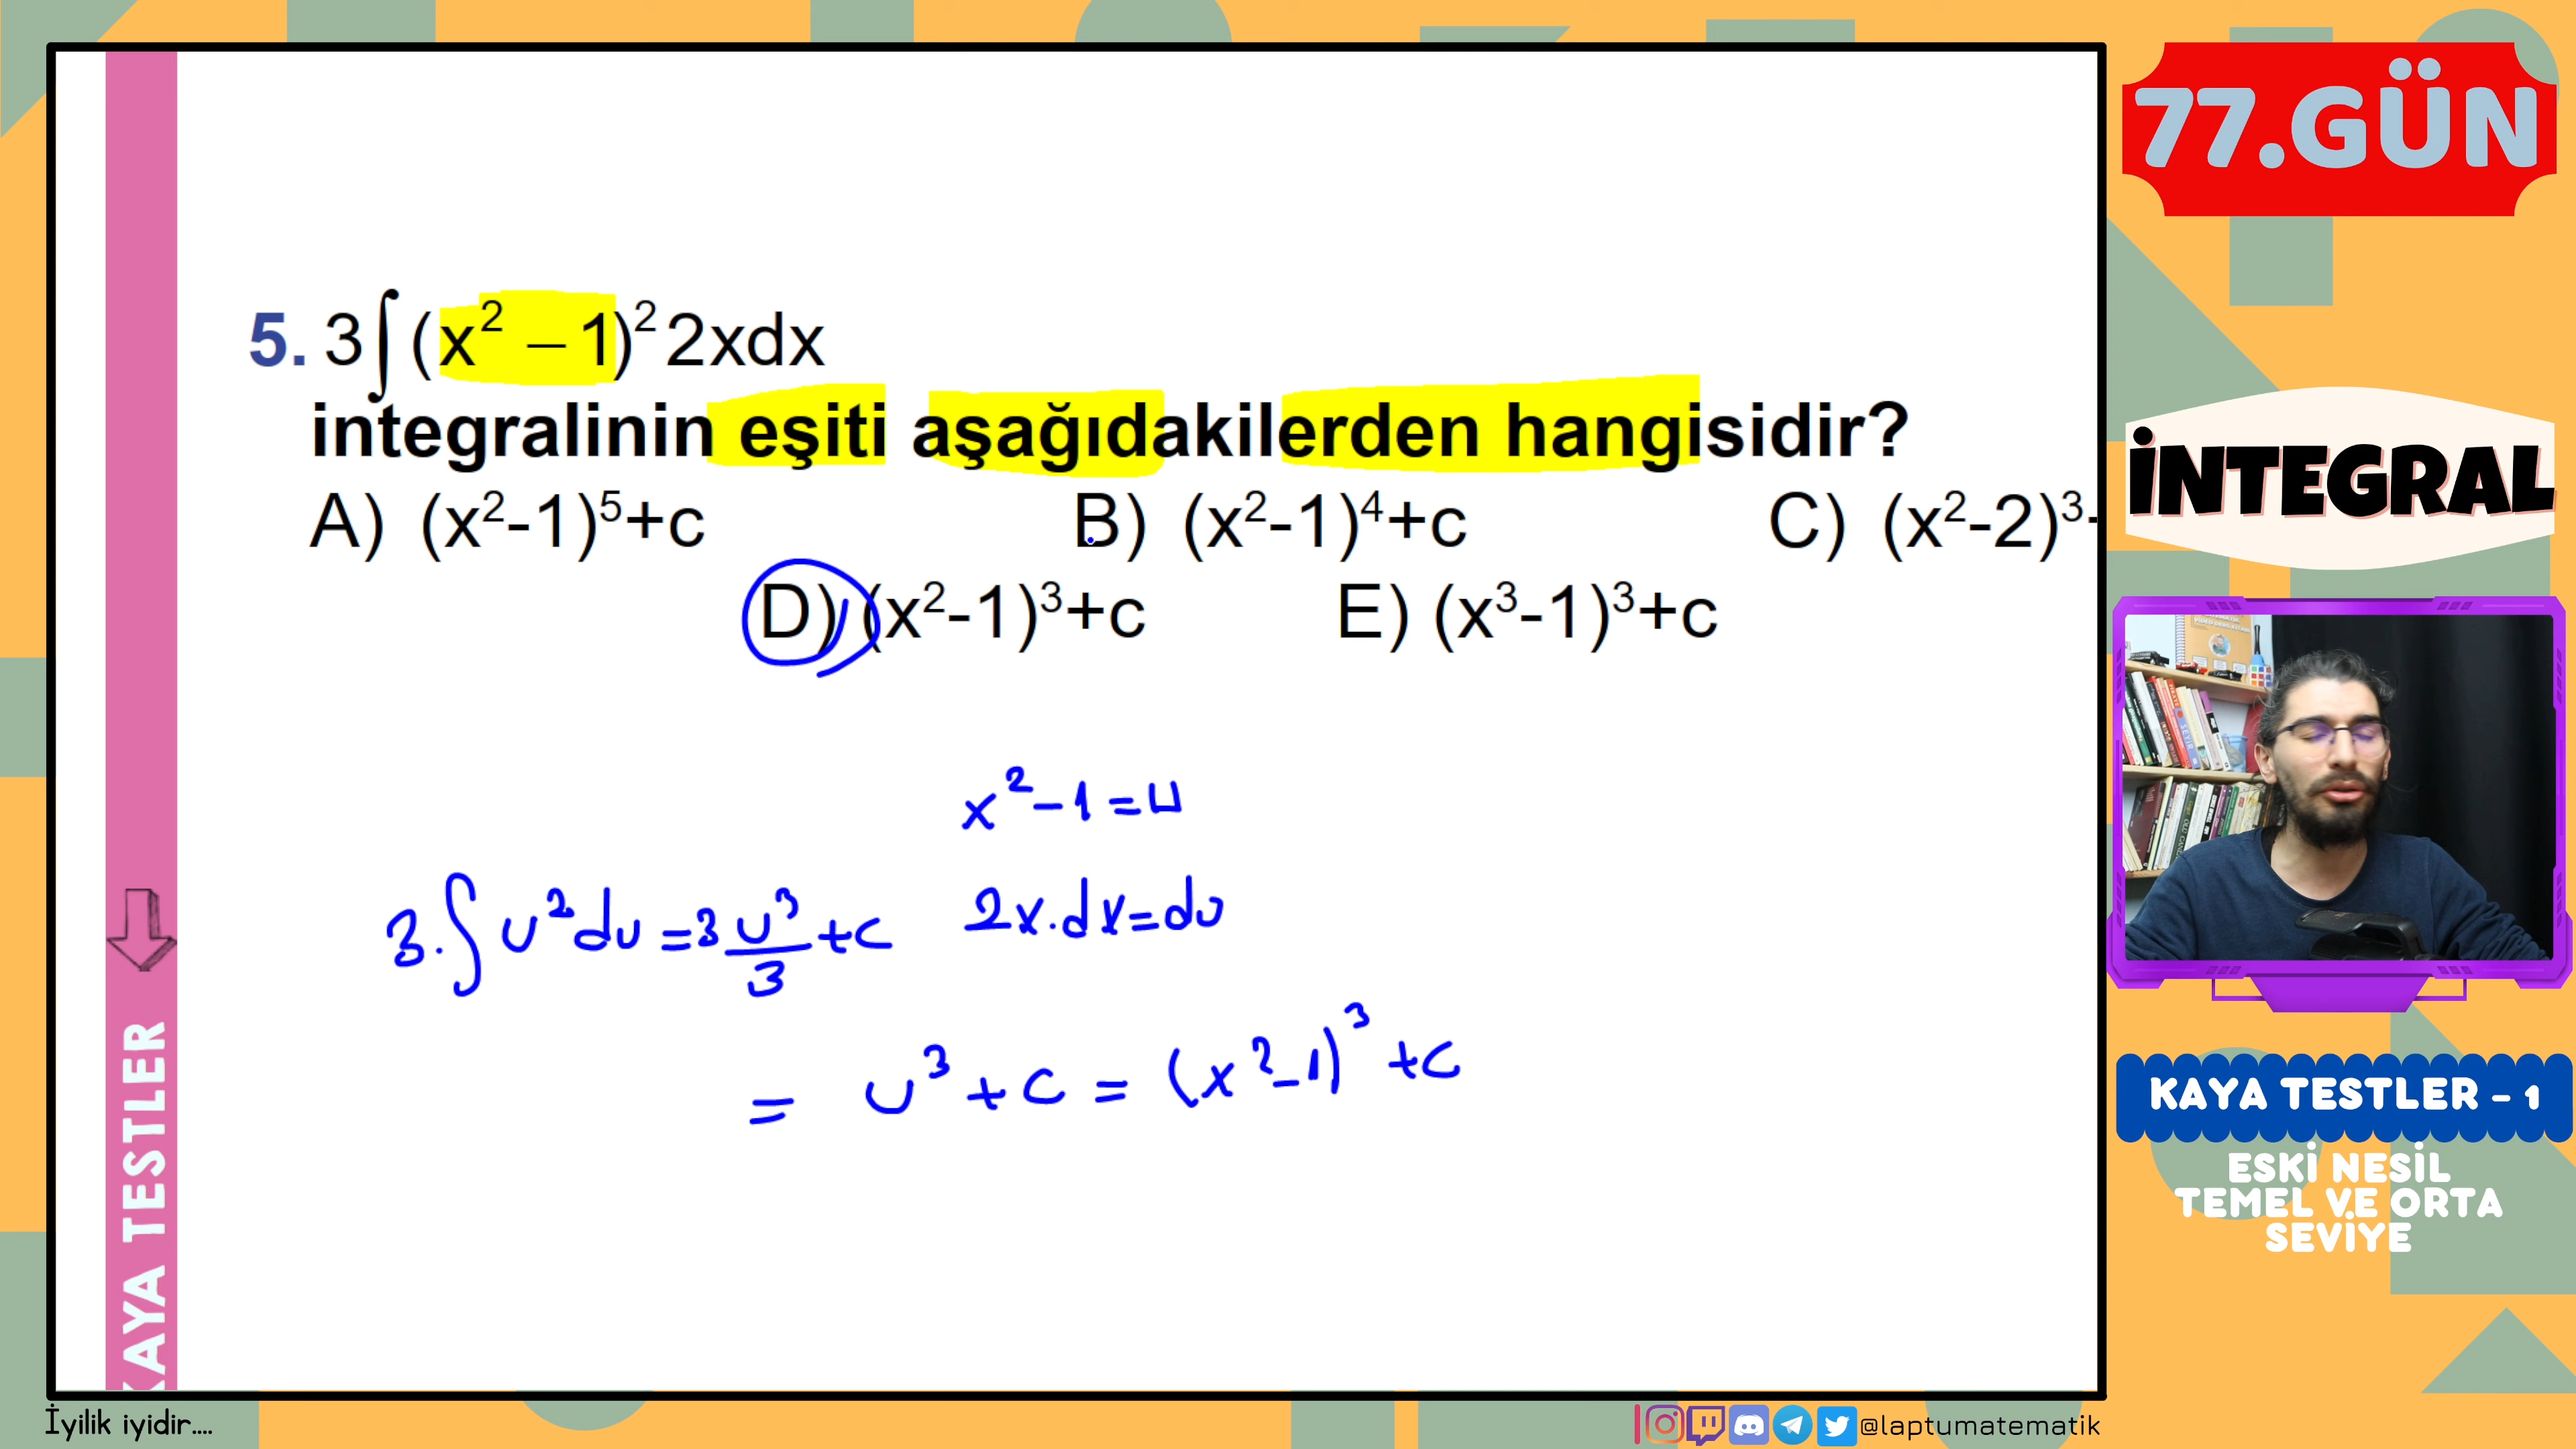 77.GÜN
5. 3∫(x² – 1)² 2xdx
integralinin eşiti aşağıdakilerden hangisidir?
A) (x²-1)⁵+c B) (x²-1)⁴+c C) (x²-2)³
D) (x²-1)³+c E) (x³-1)³+c
x²-1=u
3.∫u²du=3u³/3+c 2x.dx=du
= u³+c = (x²-1)³+c
KAYA TESTLER
İNTEGRAL
KAYA TESTLER - 1
ESKİ NESİL
TEMEL VE ORTA
SEVİYE
İyilik iyidir....
@laptumatematik